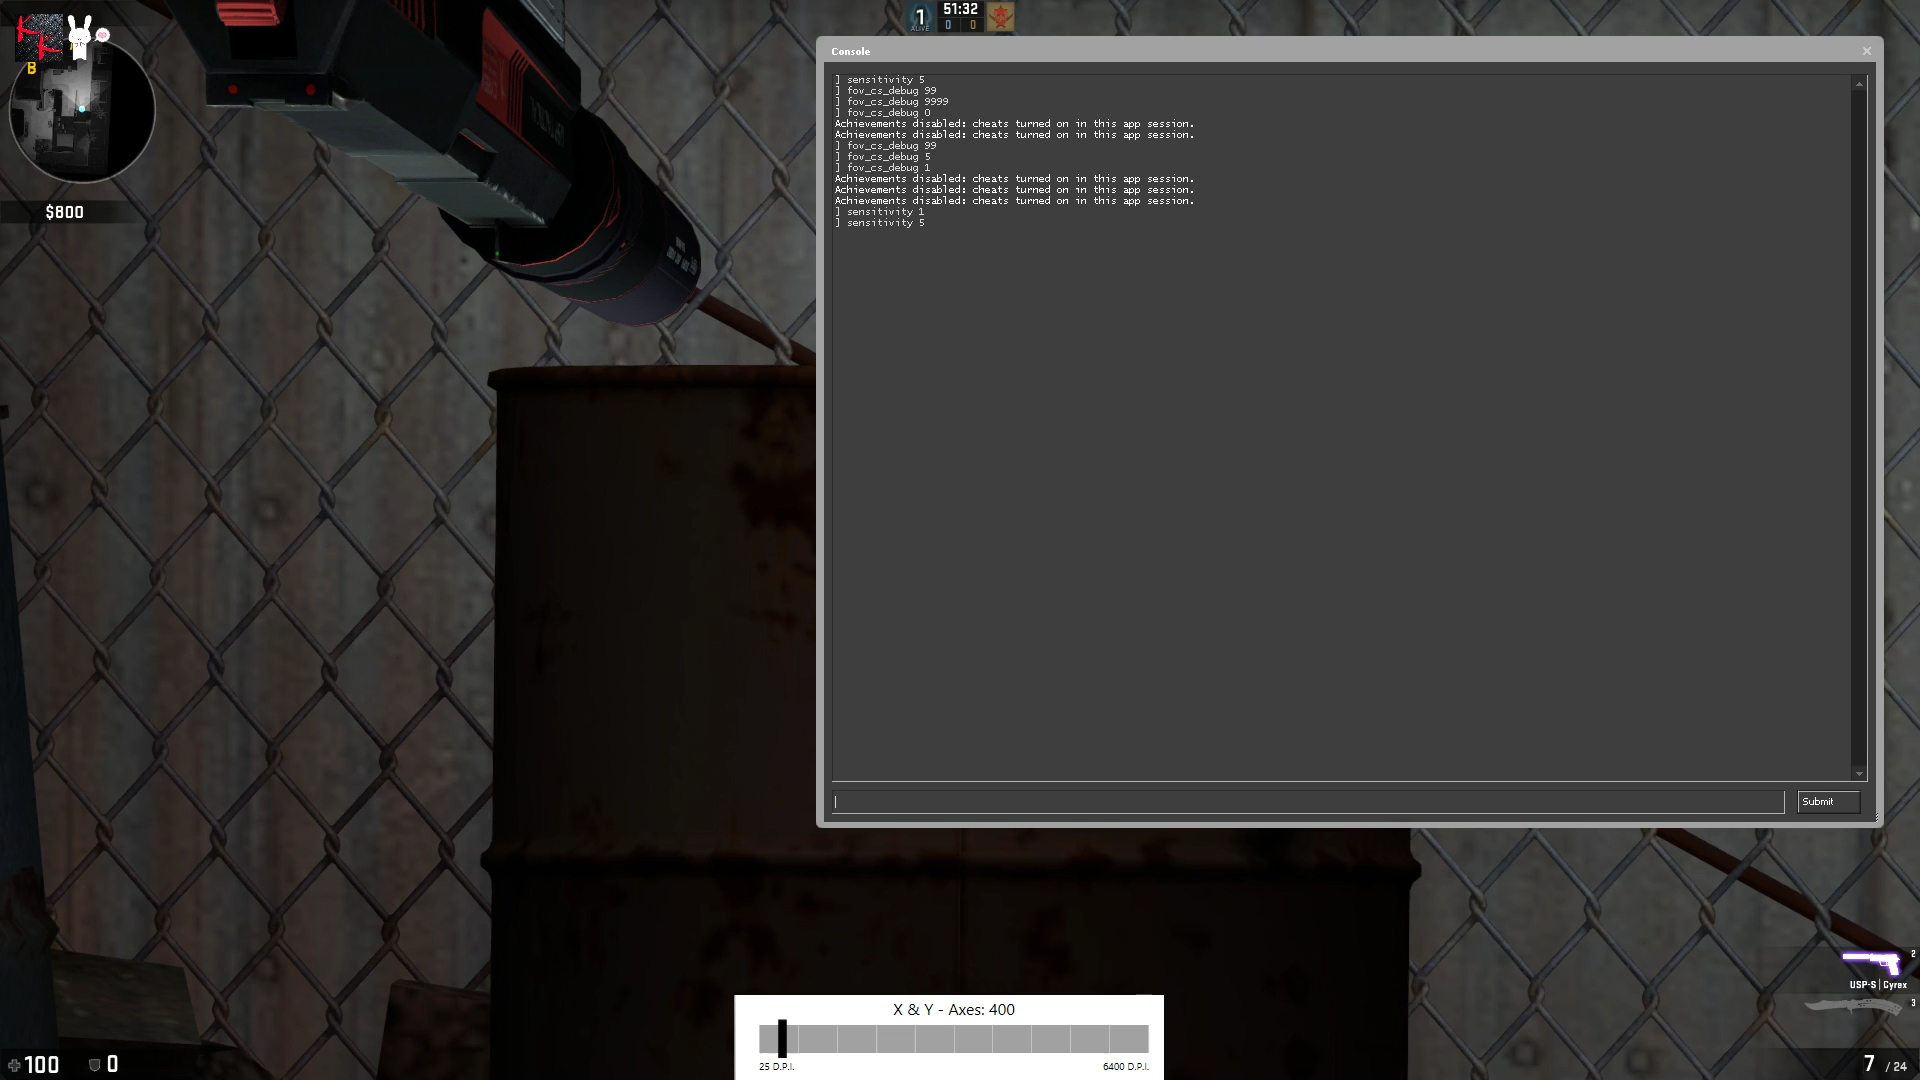 KK
B
$800
1
ALIVE
51:32
0 0
Console
] sensitivity 5
] fov_cs_debug 99
] fov_cs_debug 9999
] fov_cs_debug 0
Achievements disabled: cheats turned on in this app session.
Achievements disabled: cheats turned on in this app session.
] fov_cs_debug 99
] fov_cs_debug 5
] fov_cs_debug 1
Achievements disabled: cheats turned on in this app session.
Achievements disabled: cheats turned on in this app session.
Achievements disabled: cheats turned on in this app session.
] sensitivity 1
] sensitivity 5
Submit
2
USP-S | Cyrex
3
X & Y - Axes: 400
25 D.P.I. 6400 D.P.I.
100 0
7 / 24